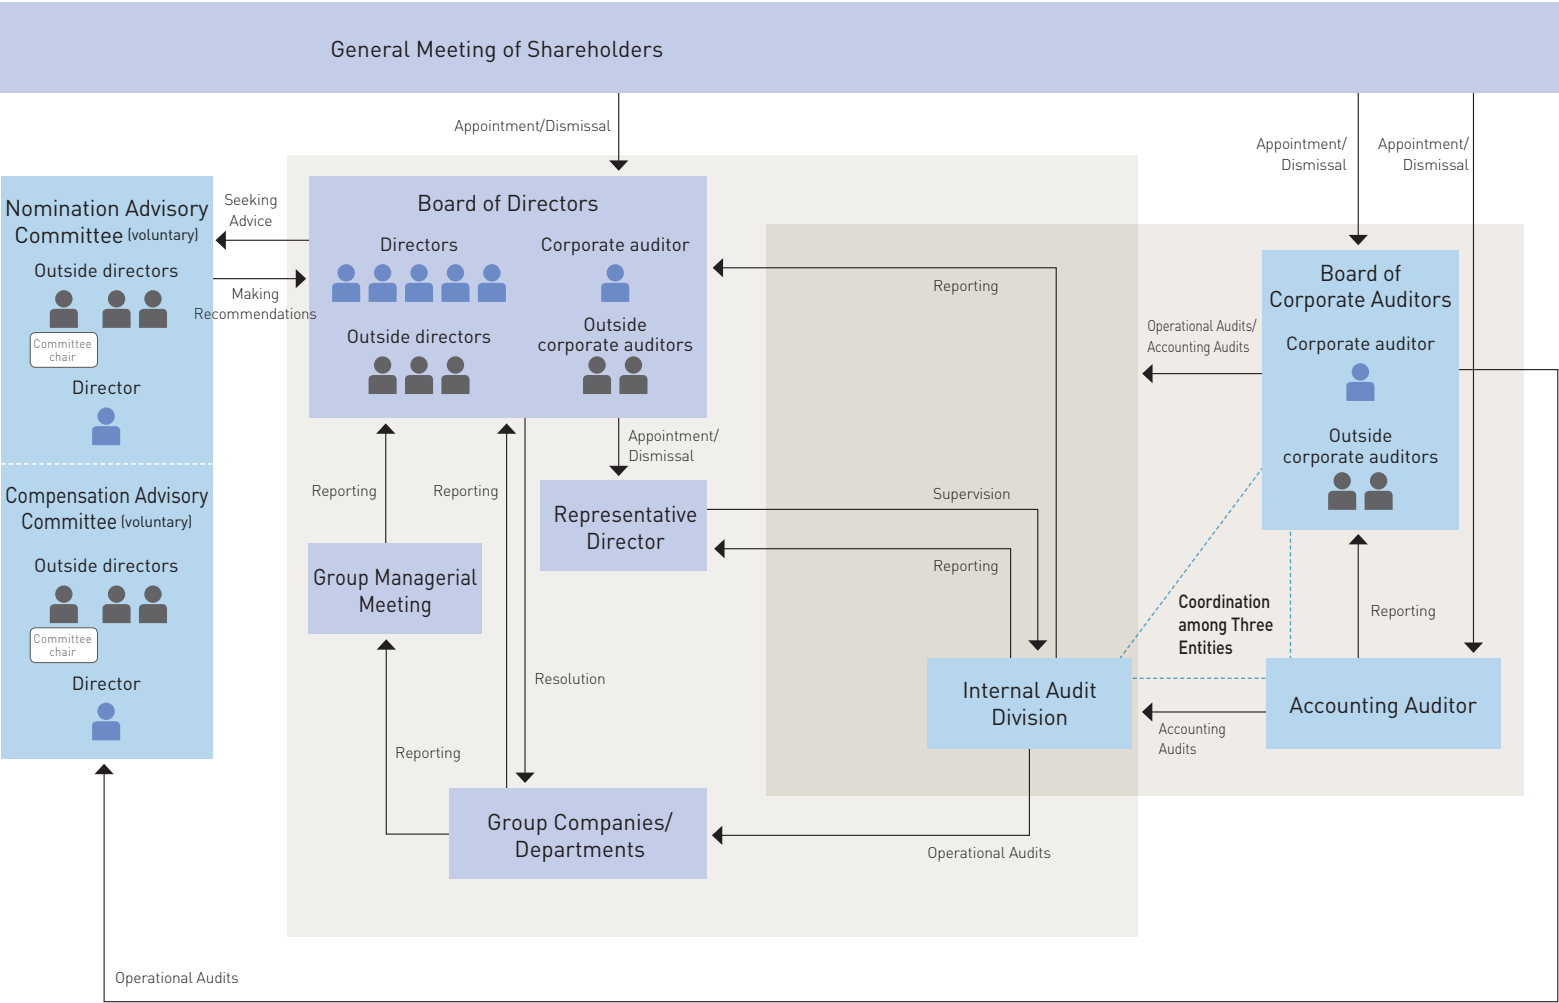 General Meeting of Shareholders
Appointment/Dismissal
Appointment/
Dismissal
Appointment/
Dismissal
Nomination Advisory
Committee (voluntary)
Outside directors
Committee
chair
Director
Compensation Advisory
Committee (voluntary)
Outside directors
Committee
chair
Director
Seeking
Advice
Making
Recommendations
Board of Directors
Directors
Corporate auditor
Outside directors
Outside
corporate auditors
Reporting
Reporting
Appointment/
Dismissal
Representative
Director
Group Managerial
Meeting
Resolution
Reporting
Group Companies/
Departments
Reporting
Supervision
Reporting
Internal Audit
Division
Operational Audits
Operational Audits/
Accounting Audits
Board of
Corporate Auditors
Corporate auditor
Outside
corporate auditors
Coordination
among Three
Entities
Reporting
Accounting Auditor
Accounting
Audits
Operational Audits